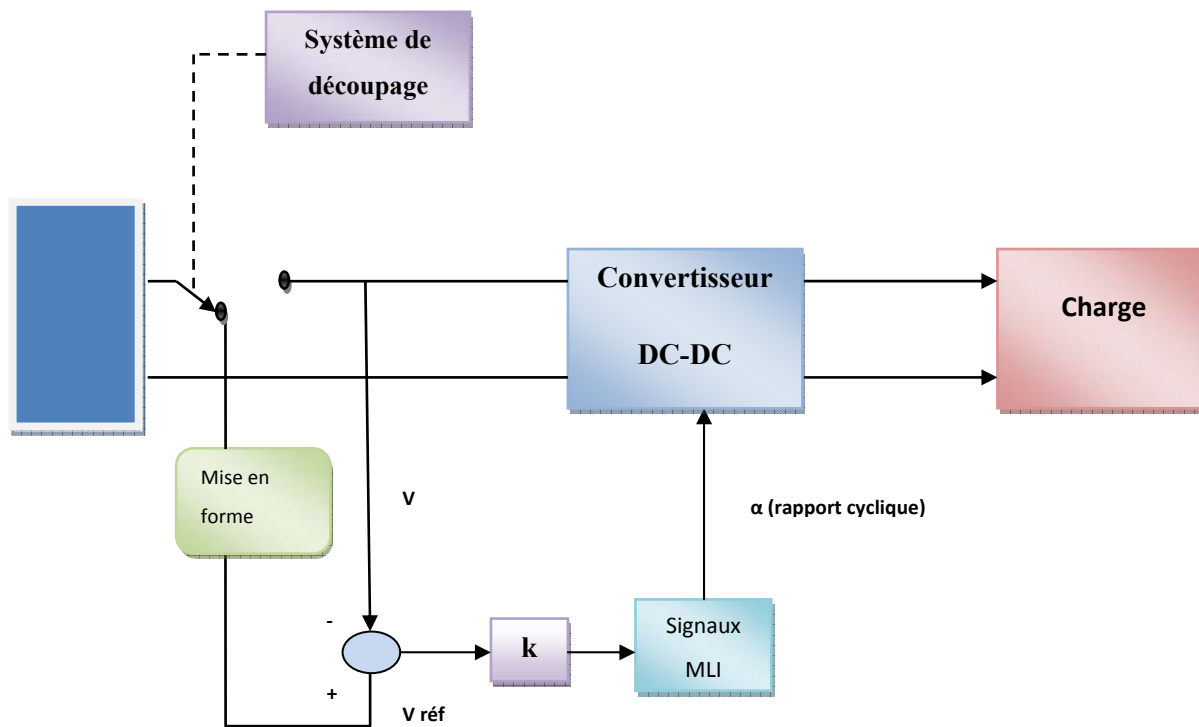 Système de
découpage
Convertisseur
DC-DC
Charge
Mise en
forme
V
α (rapport cyclique)
-
k
Signaux
MLI
+
V réf